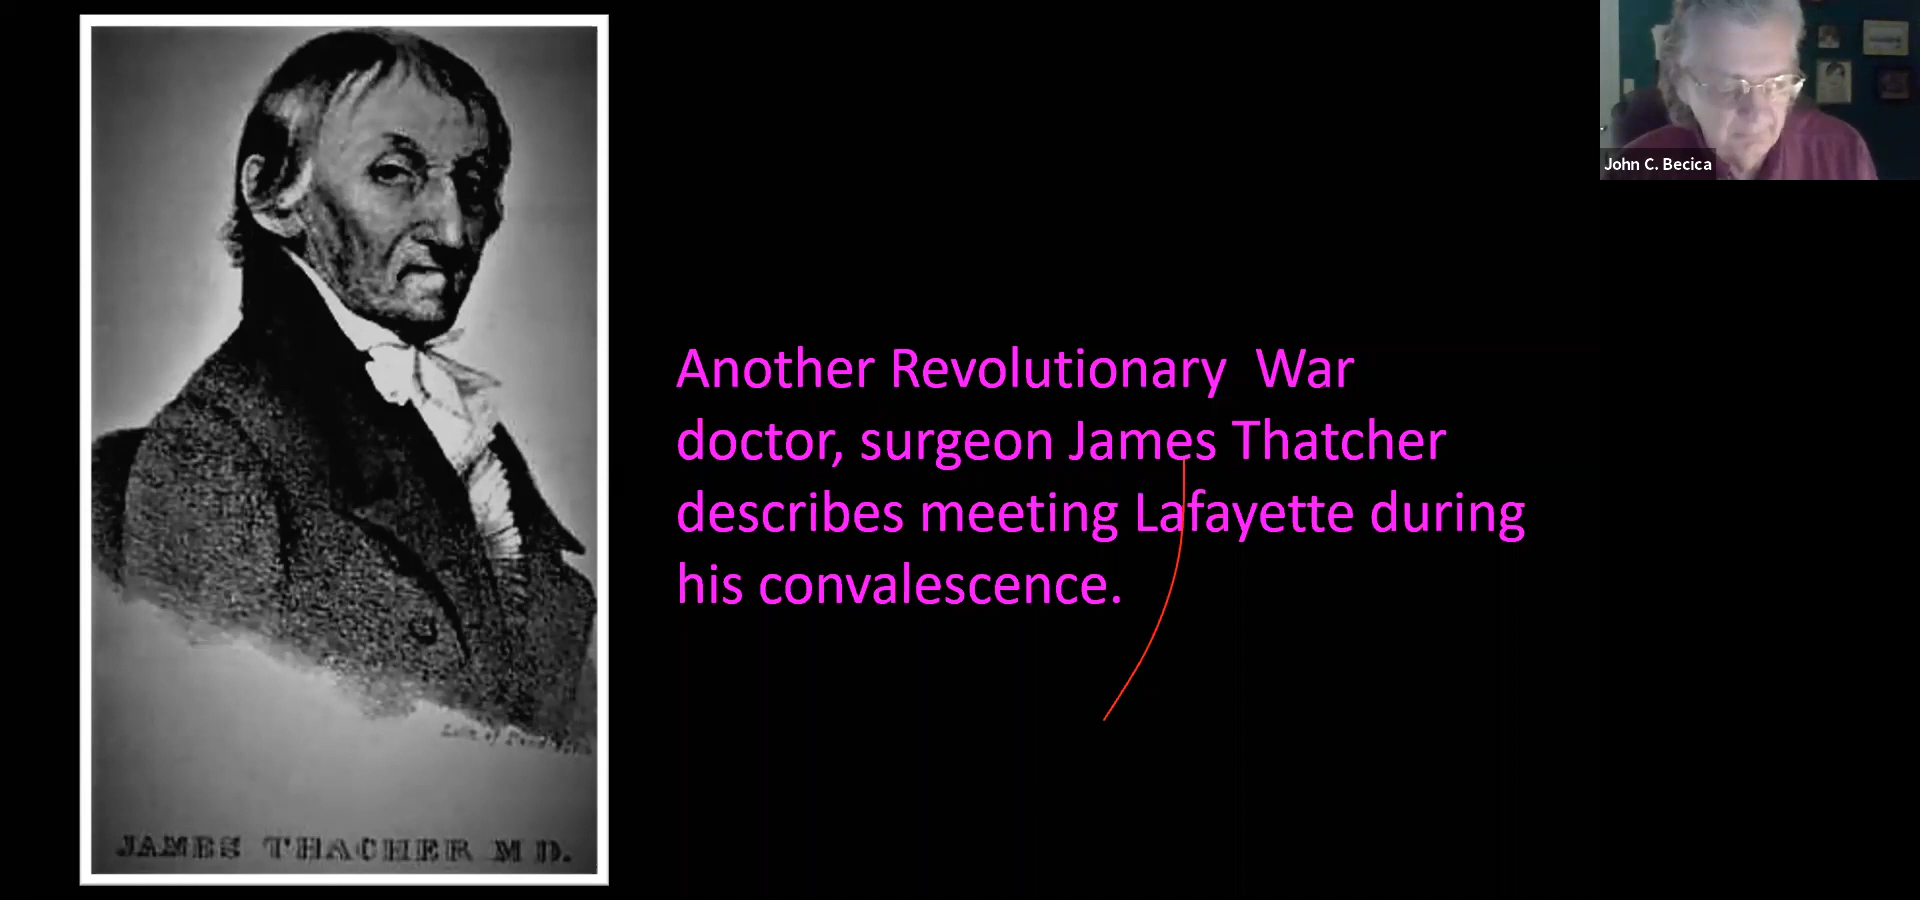 John C. Becica
Another Revolutionary  War
doctor, surgeon James Thatcher
describes meeting Lafayette during
his convalescence.
JAMES THACHER M D.